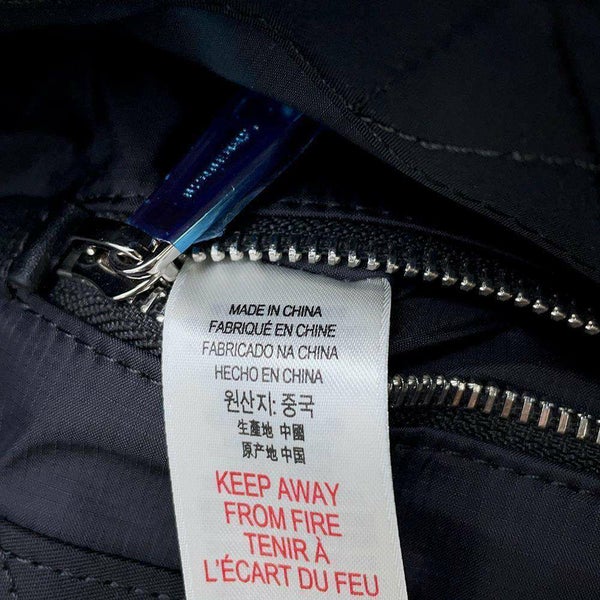 MADE IN CHINA
FABRIQUÉ EN CHINE
FABRICADO NA CHINA
HECHO EN CHINA
원산지: 중국
生產地 中國
原产地 中国
KEEP AWAY
FROM FIRE
TENIR À
L'ÉCART DU FEU